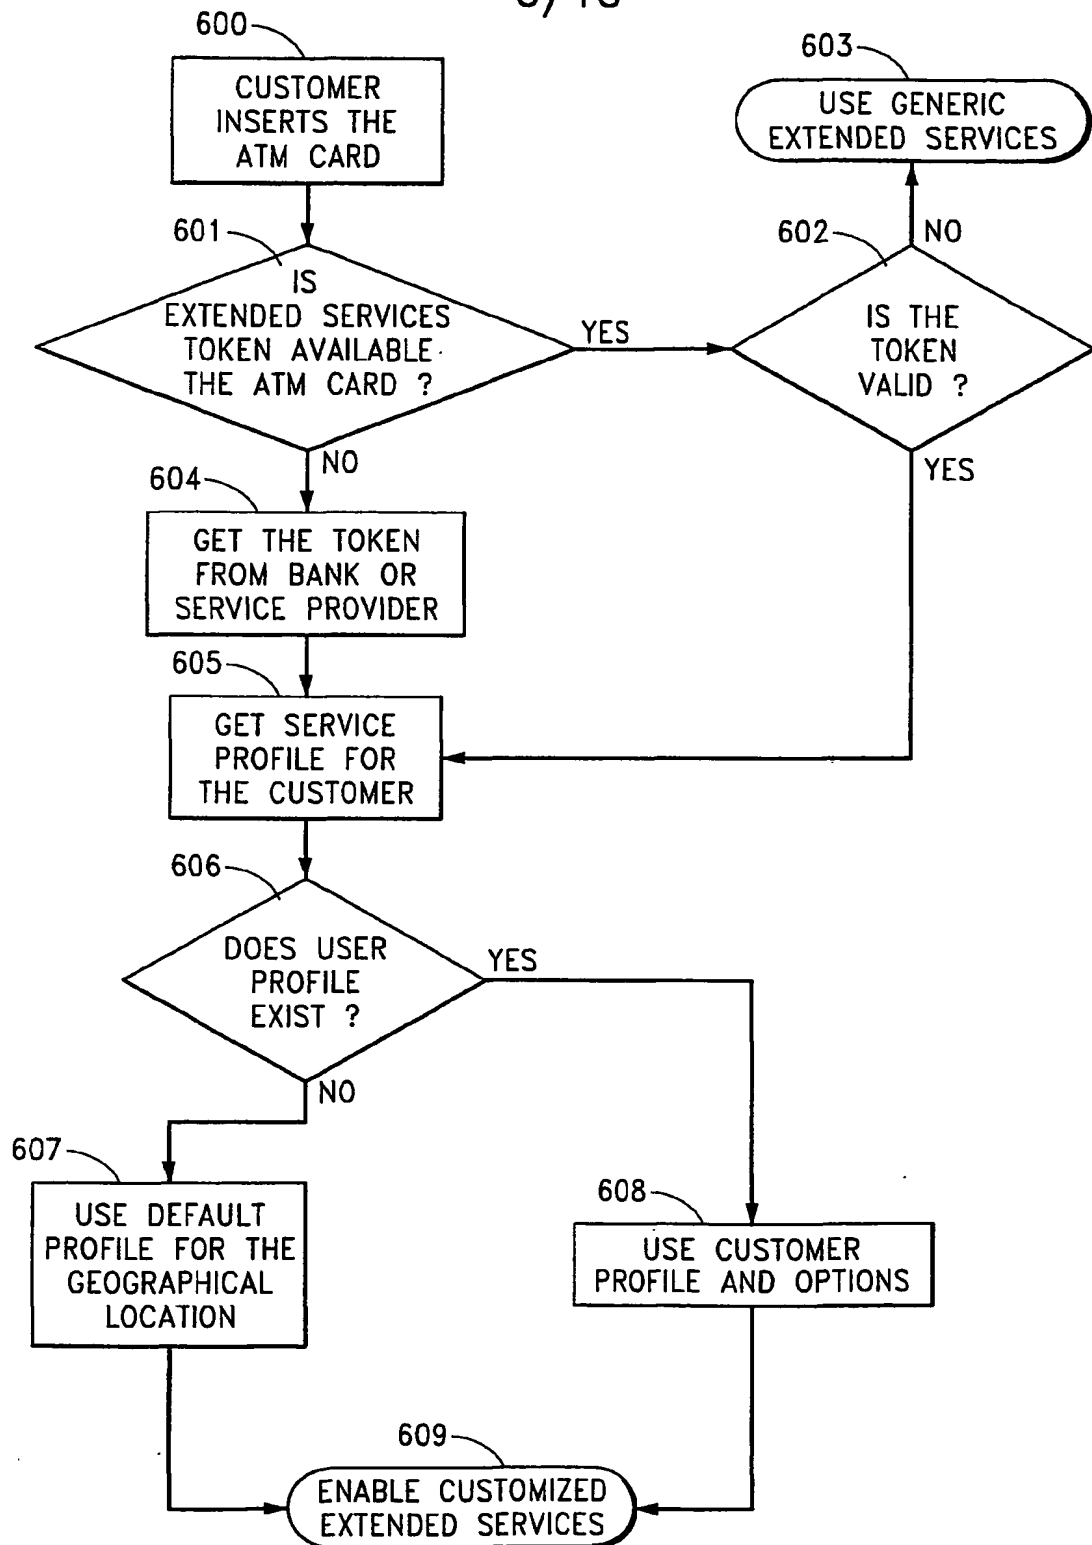 600
CUSTOMER
INSERTS THE
ATM CARD
603
USE GENERIC
EXTENDED SERVICES
601
IS
EXTENDED SERVICES
TOKEN AVAILABLE
THE ATM CARD ?
YES
602
NO
IS THE
TOKEN
VALID ?
YES
NO
604
GET THE TOKEN
FROM BANK OR
SERVICE PROVIDER
605
GET SERVICE
PROFILE FOR
THE CUSTOMER
606
DOES USER
PROFILE
EXIST ?
YES
NO
607
USE DEFAULT
PROFILE FOR THE
GEOGRAPHICAL
LOCATION
608
USE CUSTOMER
PROFILE AND OPTIONS
609
ENABLE CUSTOMIZED
EXTENDED SERVICES